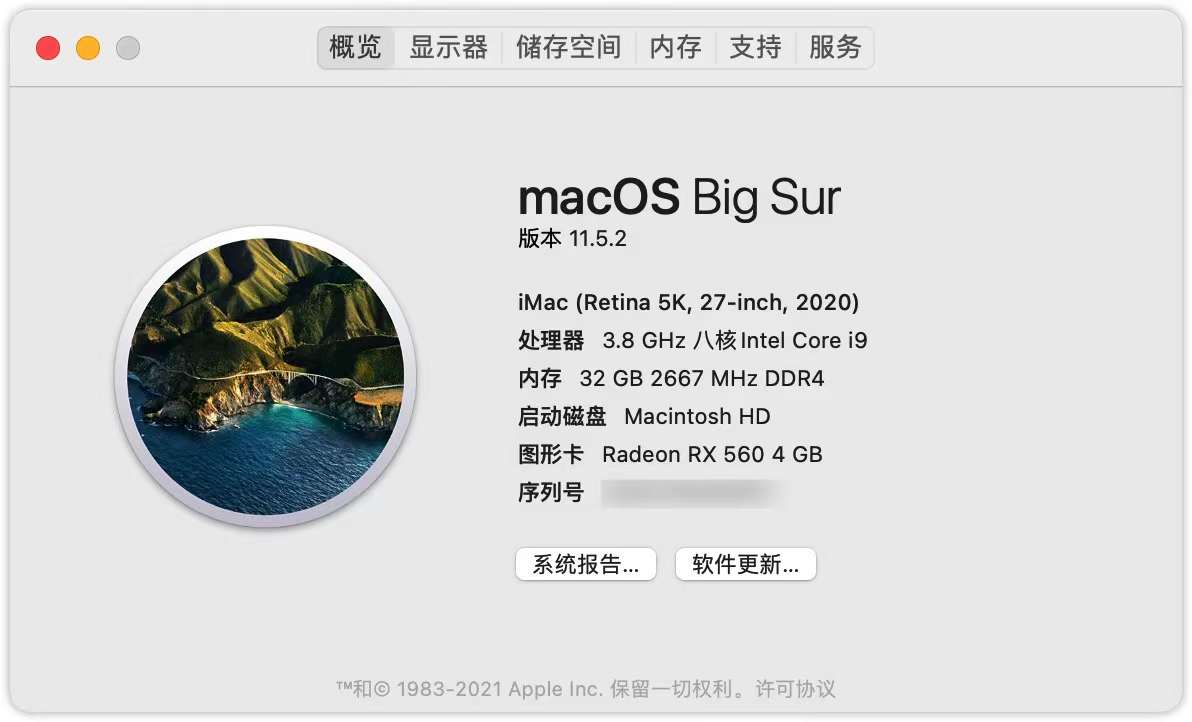 概览 显示器 储存空间 内存 支持 服务
macOS Big Sur
版本 11.5.2
iMac (Retina 5K, 27-inch, 2020)
处理器 3.8 GHz 八核Intel Core i9
内存 32 GB 2667 MHz DDR4
启动磁盘 Macintosh HD
图形卡 Radeon RX 560 4 GB
序列号
系统报告... 软件更新...
™和© 1983-2021 Apple Inc. 保留一切权利。许可协议